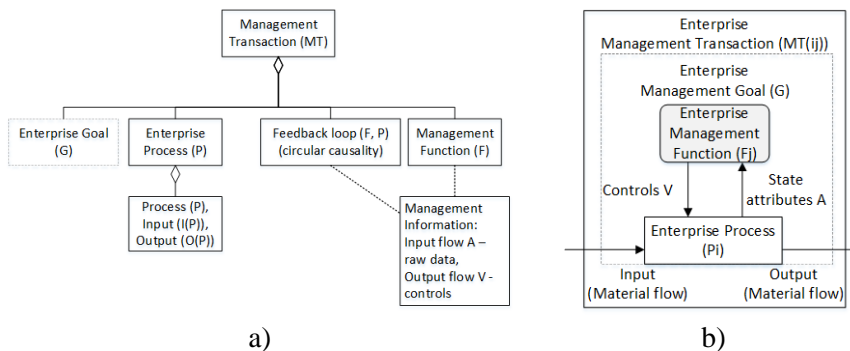 Management
Transaction (MT)
Enterprise Goal
(G)
Enterprise
Process (P)
Feedback loop (F, P)
(circular causality)
Management
Function (F)
Process (P),
Input (I(P)),
Output (O(P))
Management
Information:
Input flow A –
raw data,
Output flow V -
controls
a)
Enterprise
Management Transaction (MT(ij))
Enterprise
Management Goal (G)
Enterprise
Management
Function (Fj)
Controls V
State
attributes A
Enterprise Process
(Pi)
Input
(Material flow)
Output
(Material flow)
b)